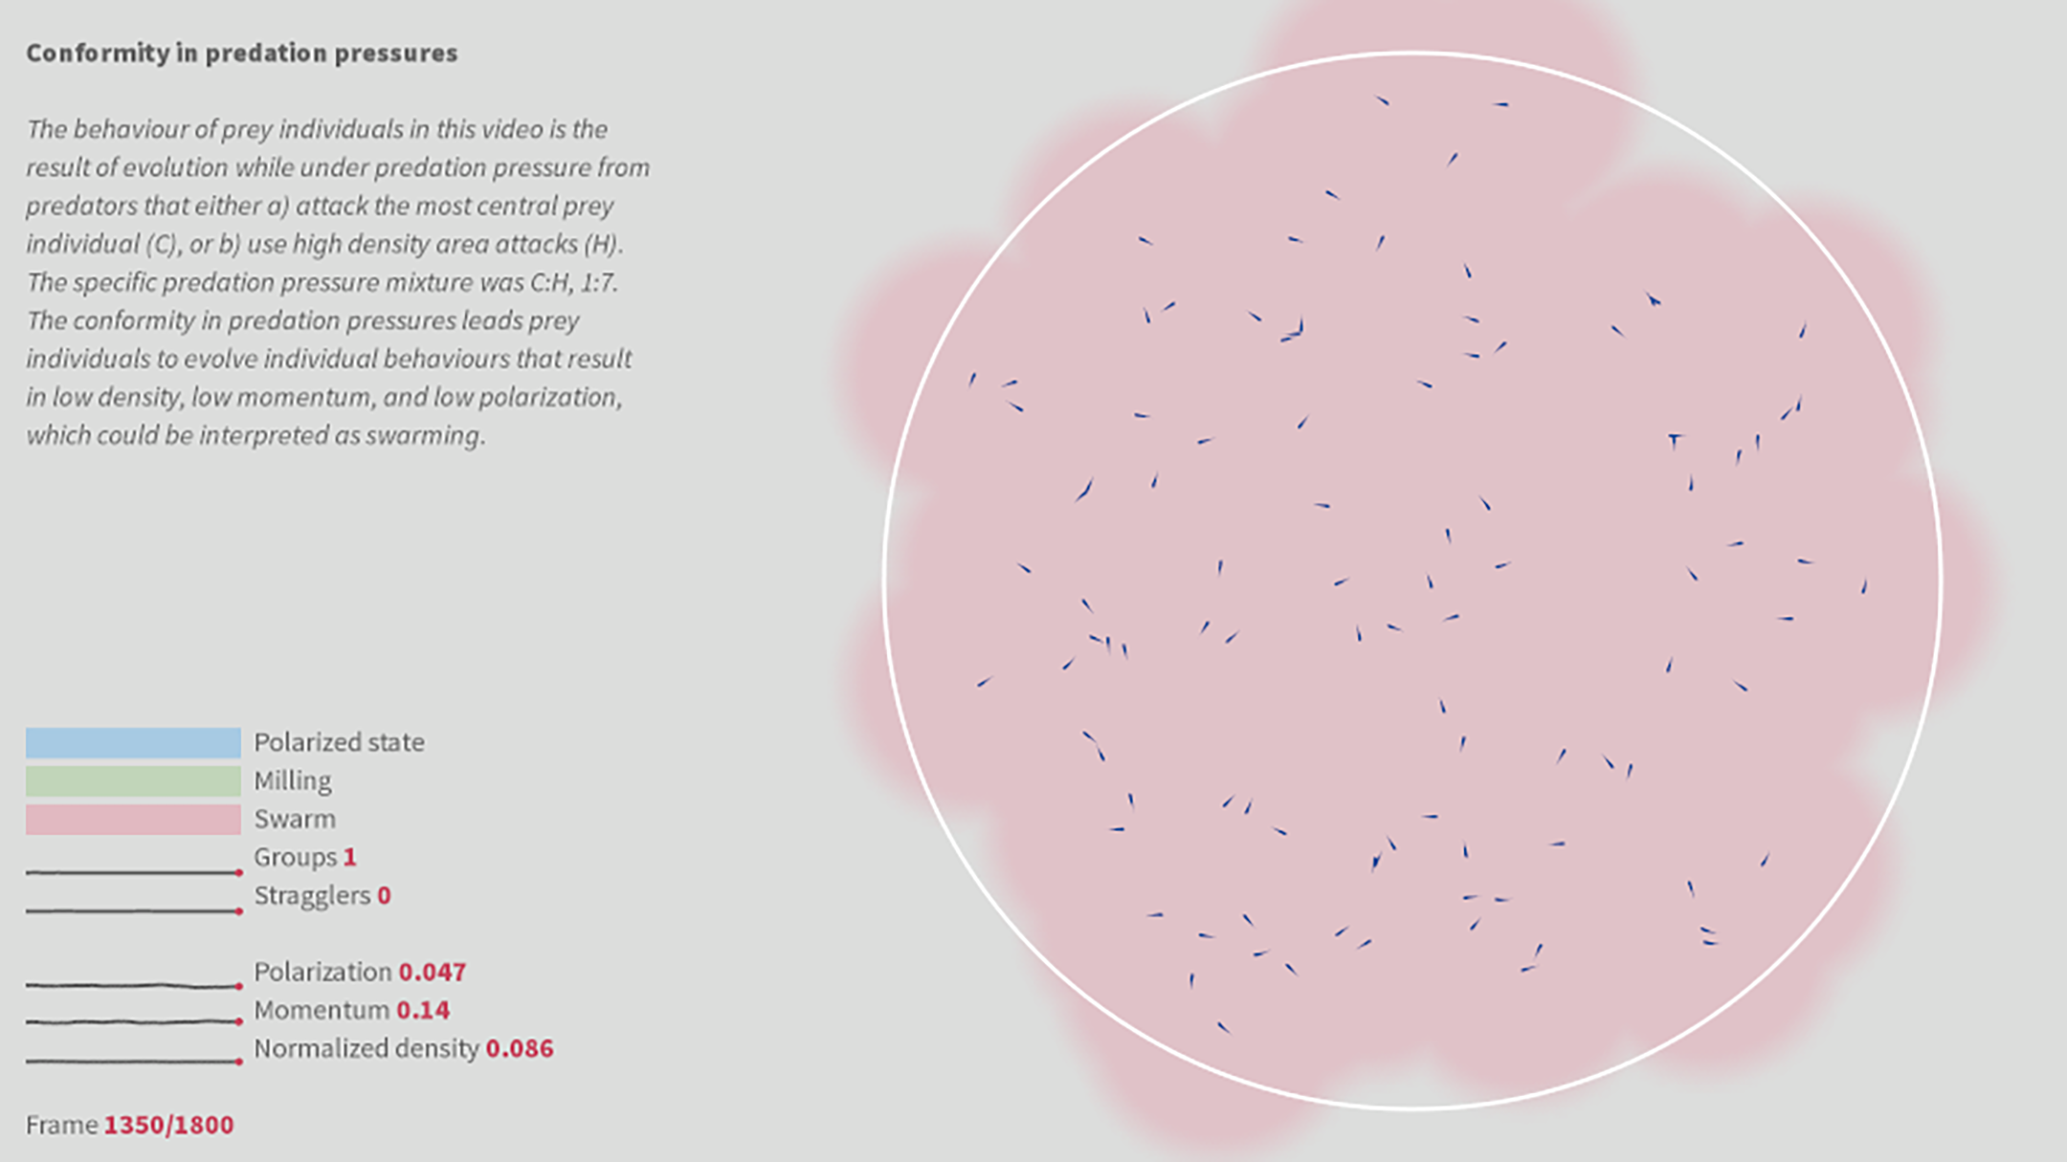 Conformity in predation pressures
The behaviour of prey individuals in this video is the
result of evolution while under predation pressure from
predators that either a) attack the most central prey
individual (C), or b) use high density area attacks (H).
The specific predation pressure mixture was C:H, 1:7.
The conformity in predation pressures leads prey
individuals to evolve individual behaviours that result
in low density, low momentum, and low polarization,
which could be interpreted as swarming.
Polarized state
Milling
Swarm
Groups 1
Stragglers 0
Polarization 0.047
Momentum 0.14
Normalized density 0.086
Frame 1350/1800